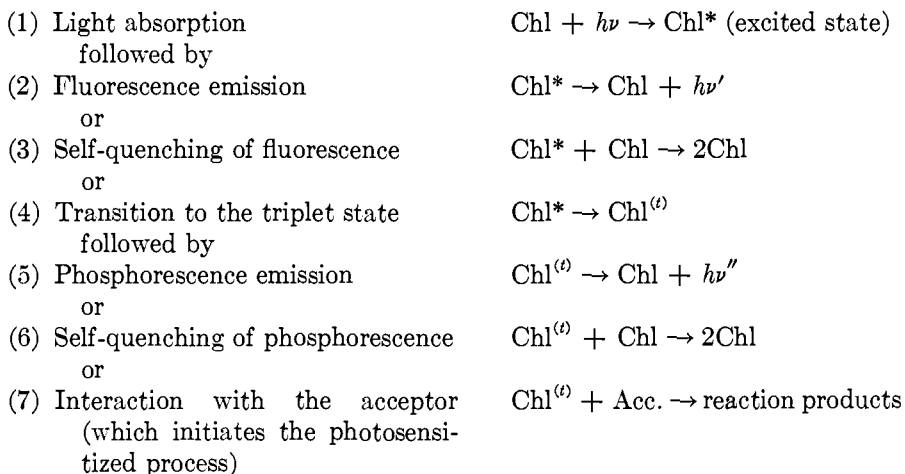 (1) Light absorption Chl + hν → Chl* (excited state)
followed by
(2) Fluorescence emission Chl* → Chl + hν′
or
(3) Self-quenching of fluorescence Chl* + Chl → 2Chl
or
(4) Transition to the triplet state Chl* → Chl⁽ᵗ⁾
followed by
(5) Phosphorescence emission Chl⁽ᵗ⁾ → Chl + hν″
or
(6) Self-quenching of phosphorescence Chl⁽ᵗ⁾ + Chl → 2Chl
or
(7) Interaction with the acceptor Chl⁽ᵗ⁾ + Acc. → reaction products
(which initiates the photosensi-
tized process)